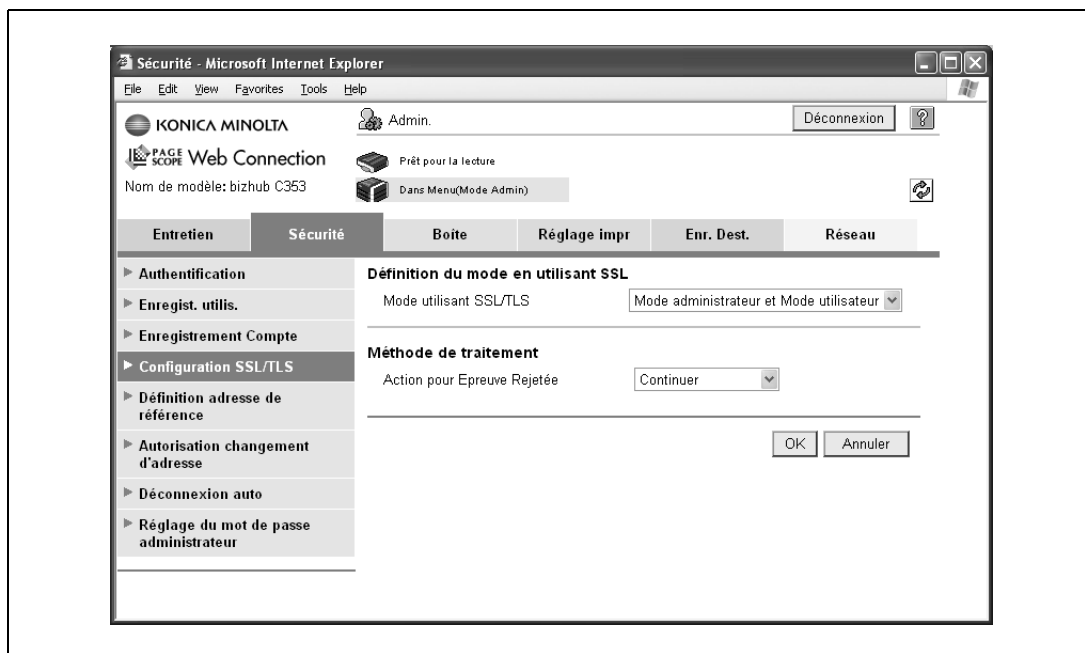 Sécurité - Microsoft Internet Explorer
File Edit View Favorites Tools Help
KONICA MINOLTA
Admin.
Déconnexion
?
PAGE SCOPE Web Connection
Prêt pour la lecture
Nom de modèle: bizhub C353
Dans Menu(Mode Admin)
Entretien Sécurité Boîte Réglage impr Enr. Dest. Réseau
Authentification
Enregist. utilis.
Enregistrement Compte
Configuration SSL/TLS
Définition adresse de
référence
Autorisation changement
d'adresse
Déconnexion auto
Réglage du mot de passe
administrateur
Définition du mode en utilisant SSL
Mode utilisant SSL/TLS Mode administrateur et Mode utilisateur
Méthode de traitement
Action pour Epreuve Rejetée Continuer
OK Annuler